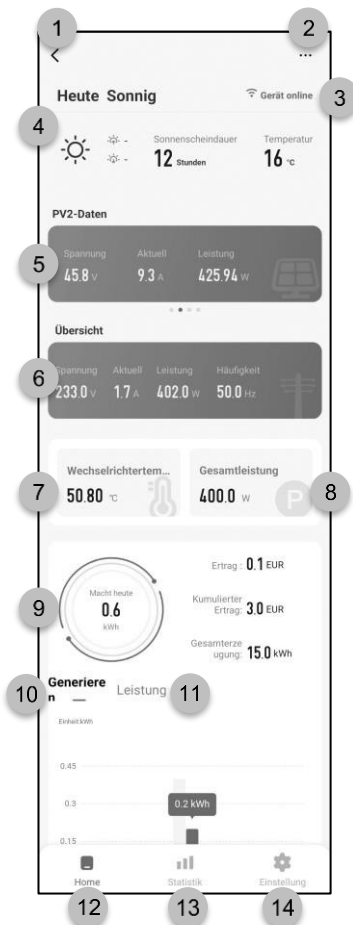 1
2
...
Heute Sonnig
Gerät online
3
4
-
-
Sonnenscheindauer
12 Stunden
Temperatur
16 °C
PV2-Daten
5
Spannung Aktuell Leistung
45.8 V 9.3 A 425.94 W
Übersicht
6
Spannung Aktuell Leistung Häufigkeit
233.0 V 1.7 A 402.0 W 50.0 Hz
Wechselrichtertem...
50.80 °C
7
Gesamtleistung
400.0 W
P
8
9
Macht heute
0.6
kWh
Ertrag : 0.1 EUR
Kumulierter
Ertrag: 3.0 EUR
Gesamterze
ugung: 15.0 kWh
10
Generiere
n
Leistung
11
Einheit kWh
0.45
0.3
0.2 kWh
0.15
Home Statistik Einstellung
12 13 14